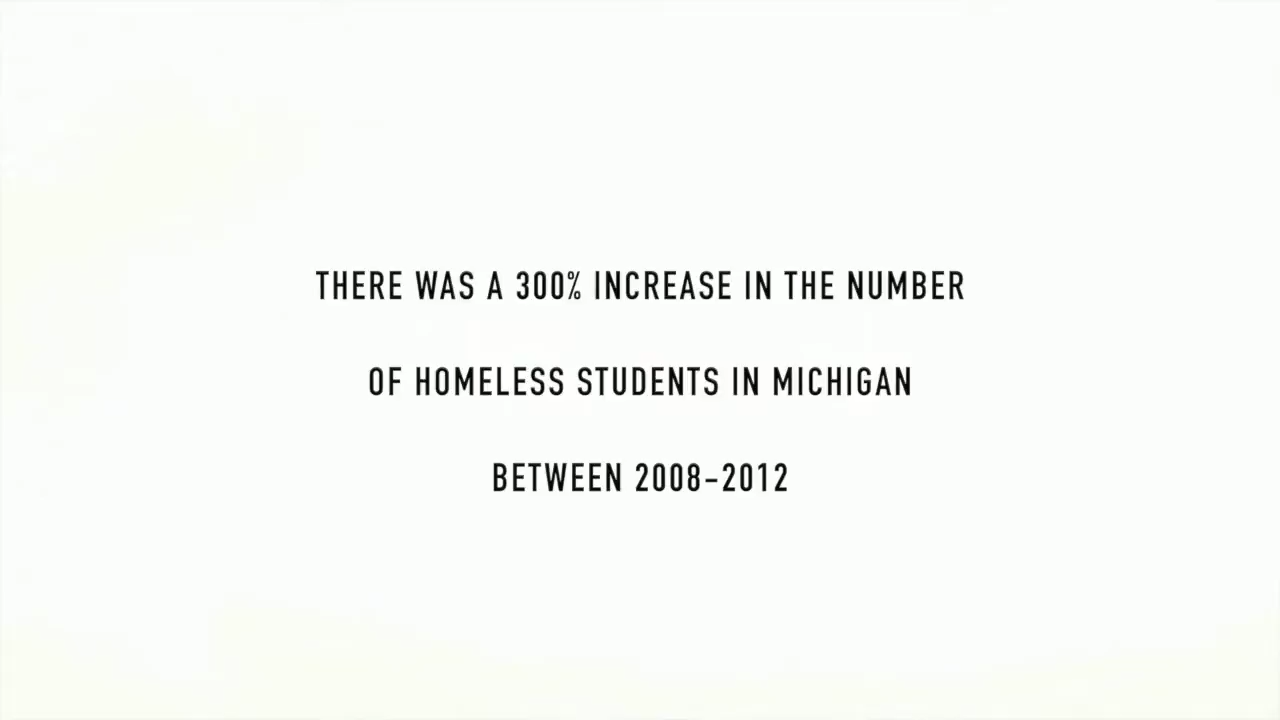 THERE WAS A 300% INCREASE IN THE NUMBER
OF HOMELESS STUDENTS IN MICHIGAN
BETWEEN 2008-2012